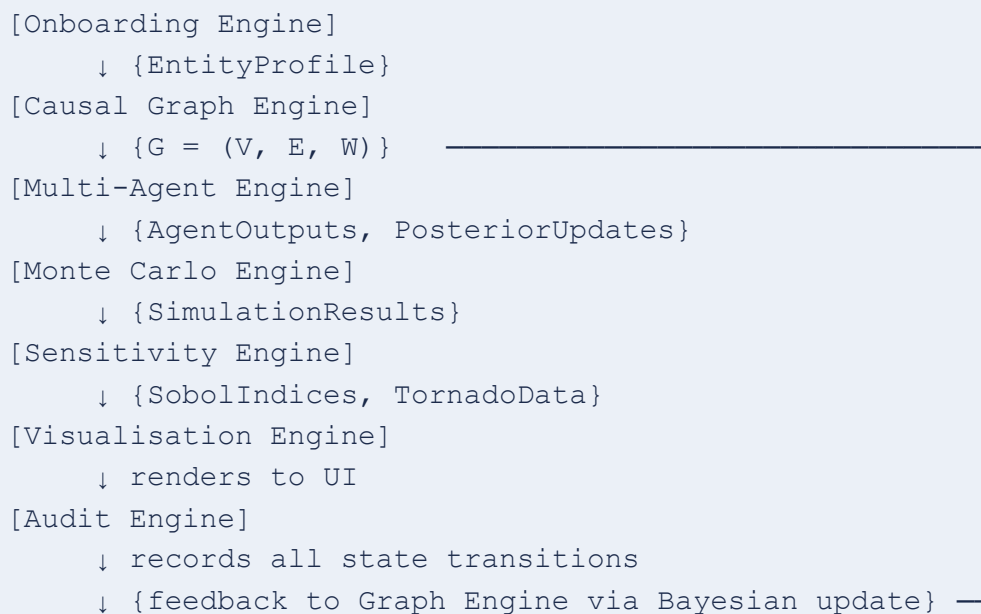 [Onboarding Engine]
↓ {EntityProfile}
[Causal Graph Engine]
↓ {G = (V, E, W)} ────────────────────────────────
[Multi-Agent Engine]
↓ {AgentOutputs, PosteriorUpdates}
[Monte Carlo Engine]
↓ {SimulationResults}
[Sensitivity Engine]
↓ {SobolIndices, TornadoData}
[Visualisation Engine]
↓ renders to UI
[Audit Engine]
↓ records all state transitions
↓ {feedback to Graph Engine via Bayesian update} ──